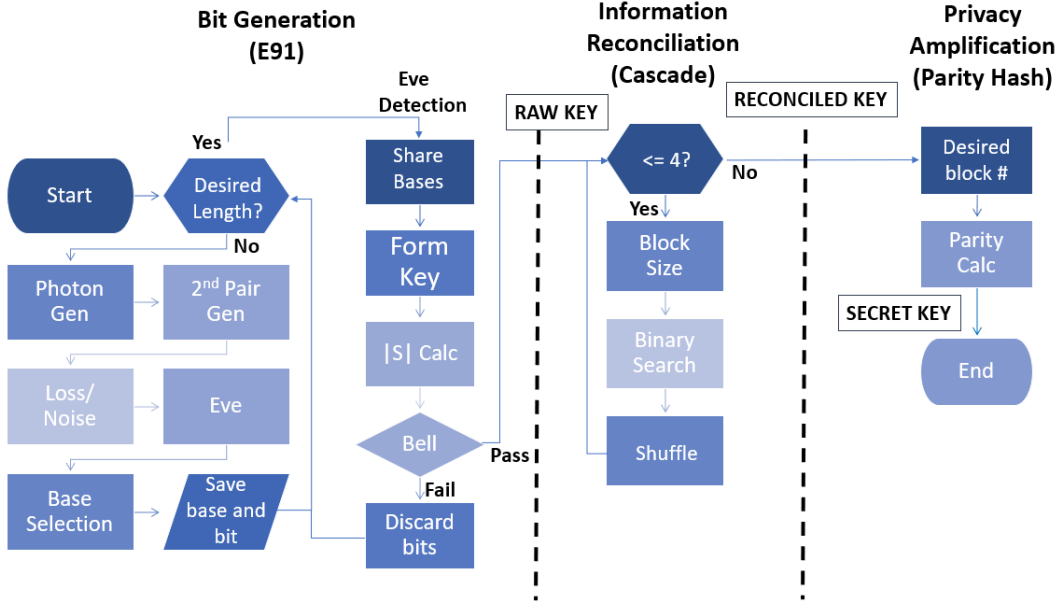 Bit Generation
(E91)
Information
Reconciliation
(Cascade)
Privacy
Amplification
(Parity Hash)
Eve
Detection
RAW KEY
RECONCILED KEY
Yes
Start
Desired
Length?
No
Photon
Gen
2nd Pair
Gen
Loss/
Noise
Eve
Base
Selection
Save
base and
bit
Share
Bases
Form
Key
|S| Calc
Bell
Pass
Fail
Discard
bits
<= 4?
No
Yes
Block
Size
Binary
Search
Shuffle
Desired
block #
Parity
Calc
SECRET KEY
End